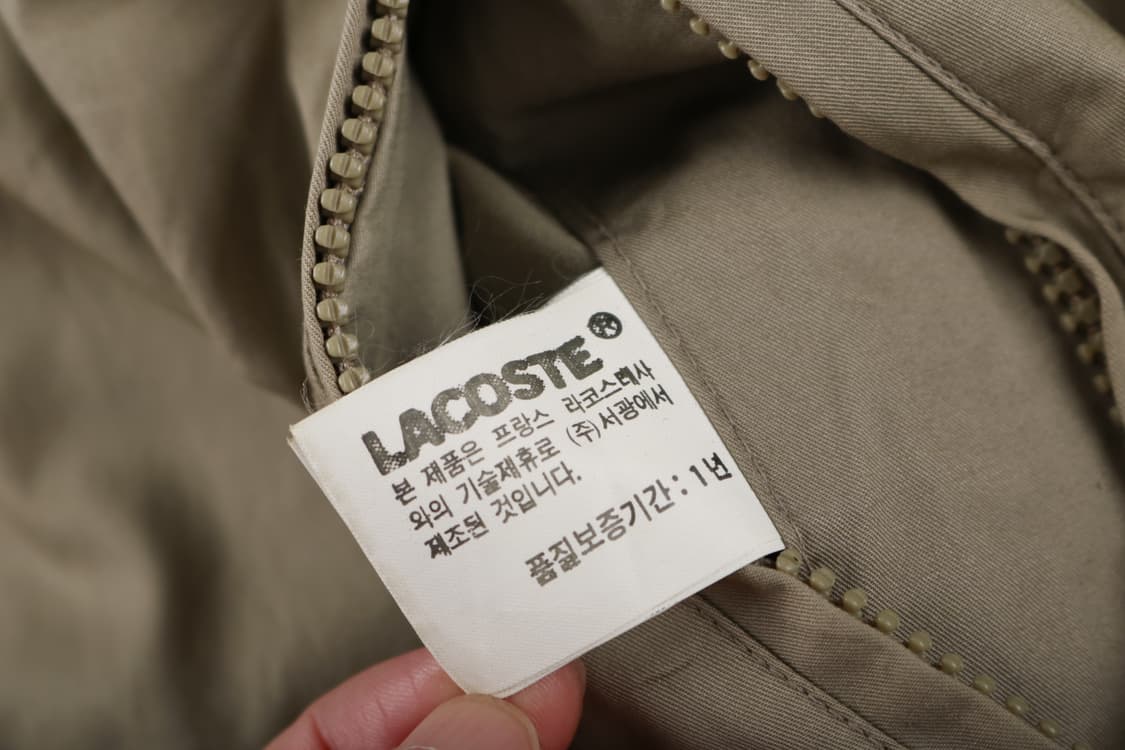 LACOSTE®
본 제품은 프랑스 라코스테사
와의 기술제휴로 (주)서광에서
제조된 것입니다.
품질보증기간 : 1년